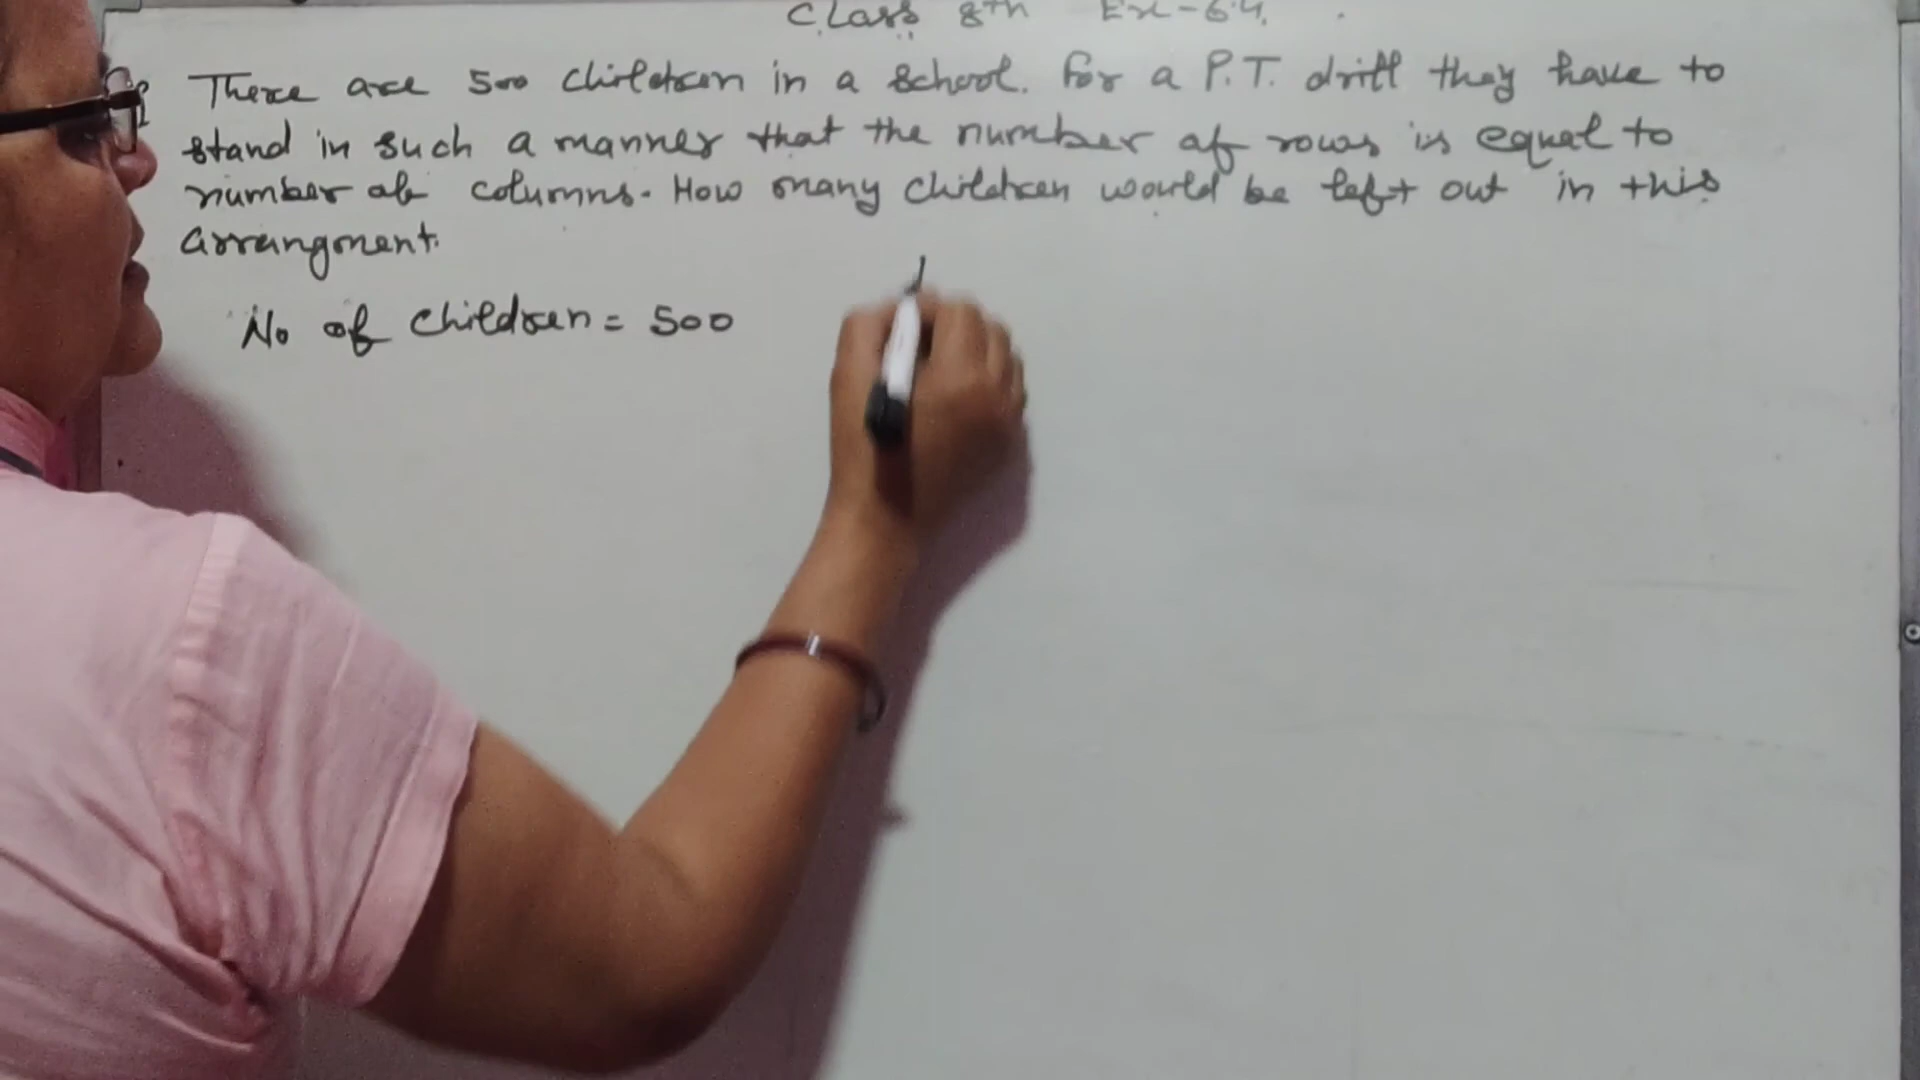 Class 8th Ex-6.4.
There are 500 children in a school. For a P.T. drill they have to
stand in such a manner that the number of rows is equal to
number of columns. How many children would be left out in this
arrangment.
No of children = 500